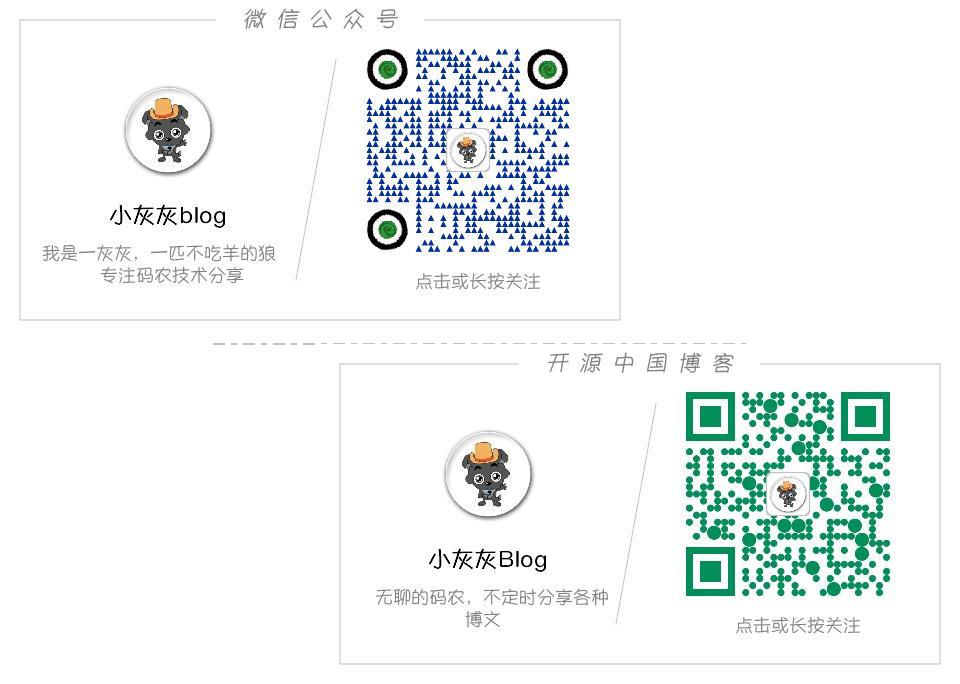 微信公众号
小灰灰blog
我是一灰灰，一匹不吃羊的狼
专注码农技术分享
点击或长按关注
开源中国博客
小灰灰Blog
无聊的码农，不定时分享各种
博文
点击或长按关注